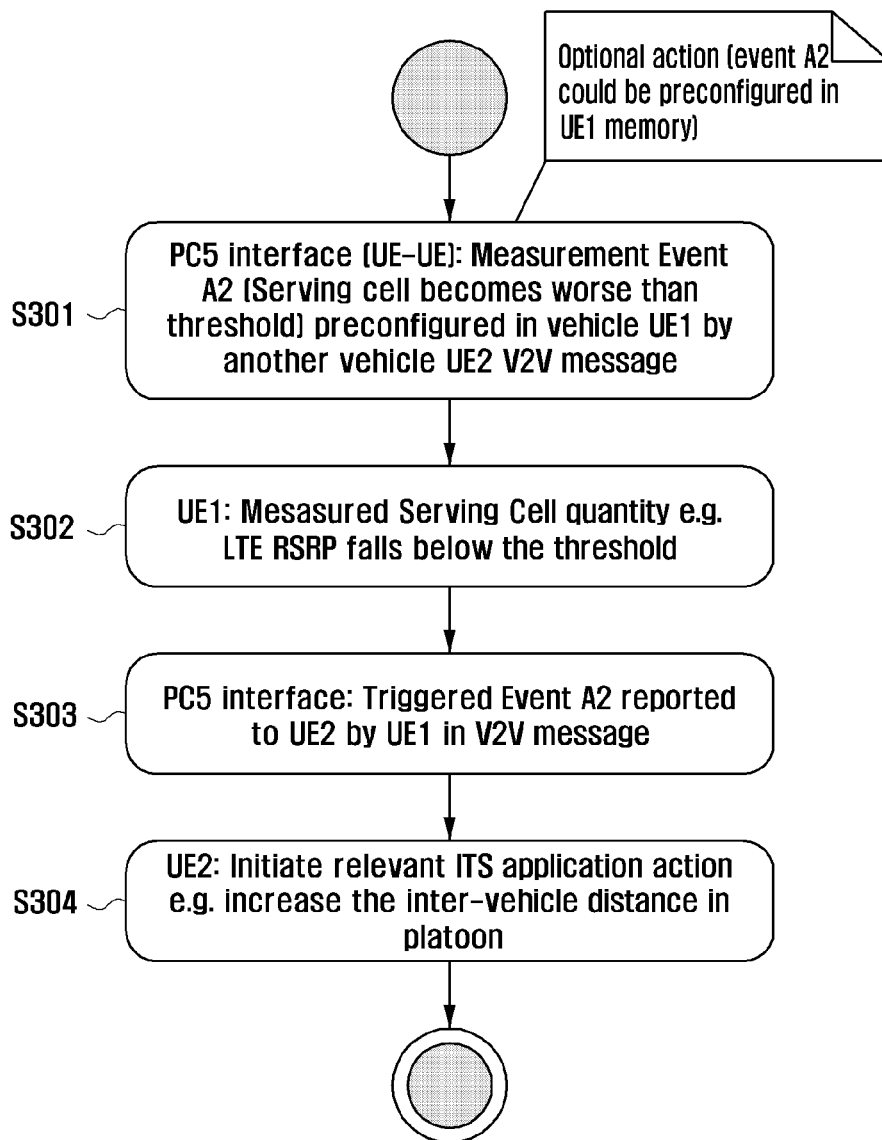 Optional action (event A2
could be preconfigured in
UE1 memory)
PC5 interface (UE-UE): Measurement Event
A2 (Serving cell becomes worse than
threshold) preconfigured in vehicle UE1 by
another vehicle UE2 V2V message
S301
UE1: Mesasured Serving Cell quantity e.g.
LTE RSRP falls below the threshold
S302
PC5 interface: Triggered Event A2 reported
to UE2 by UE1 in V2V message
S303
UE2: Initiate relevant ITS application action
e.g. increase the inter-vehicle distance in
platoon
S304